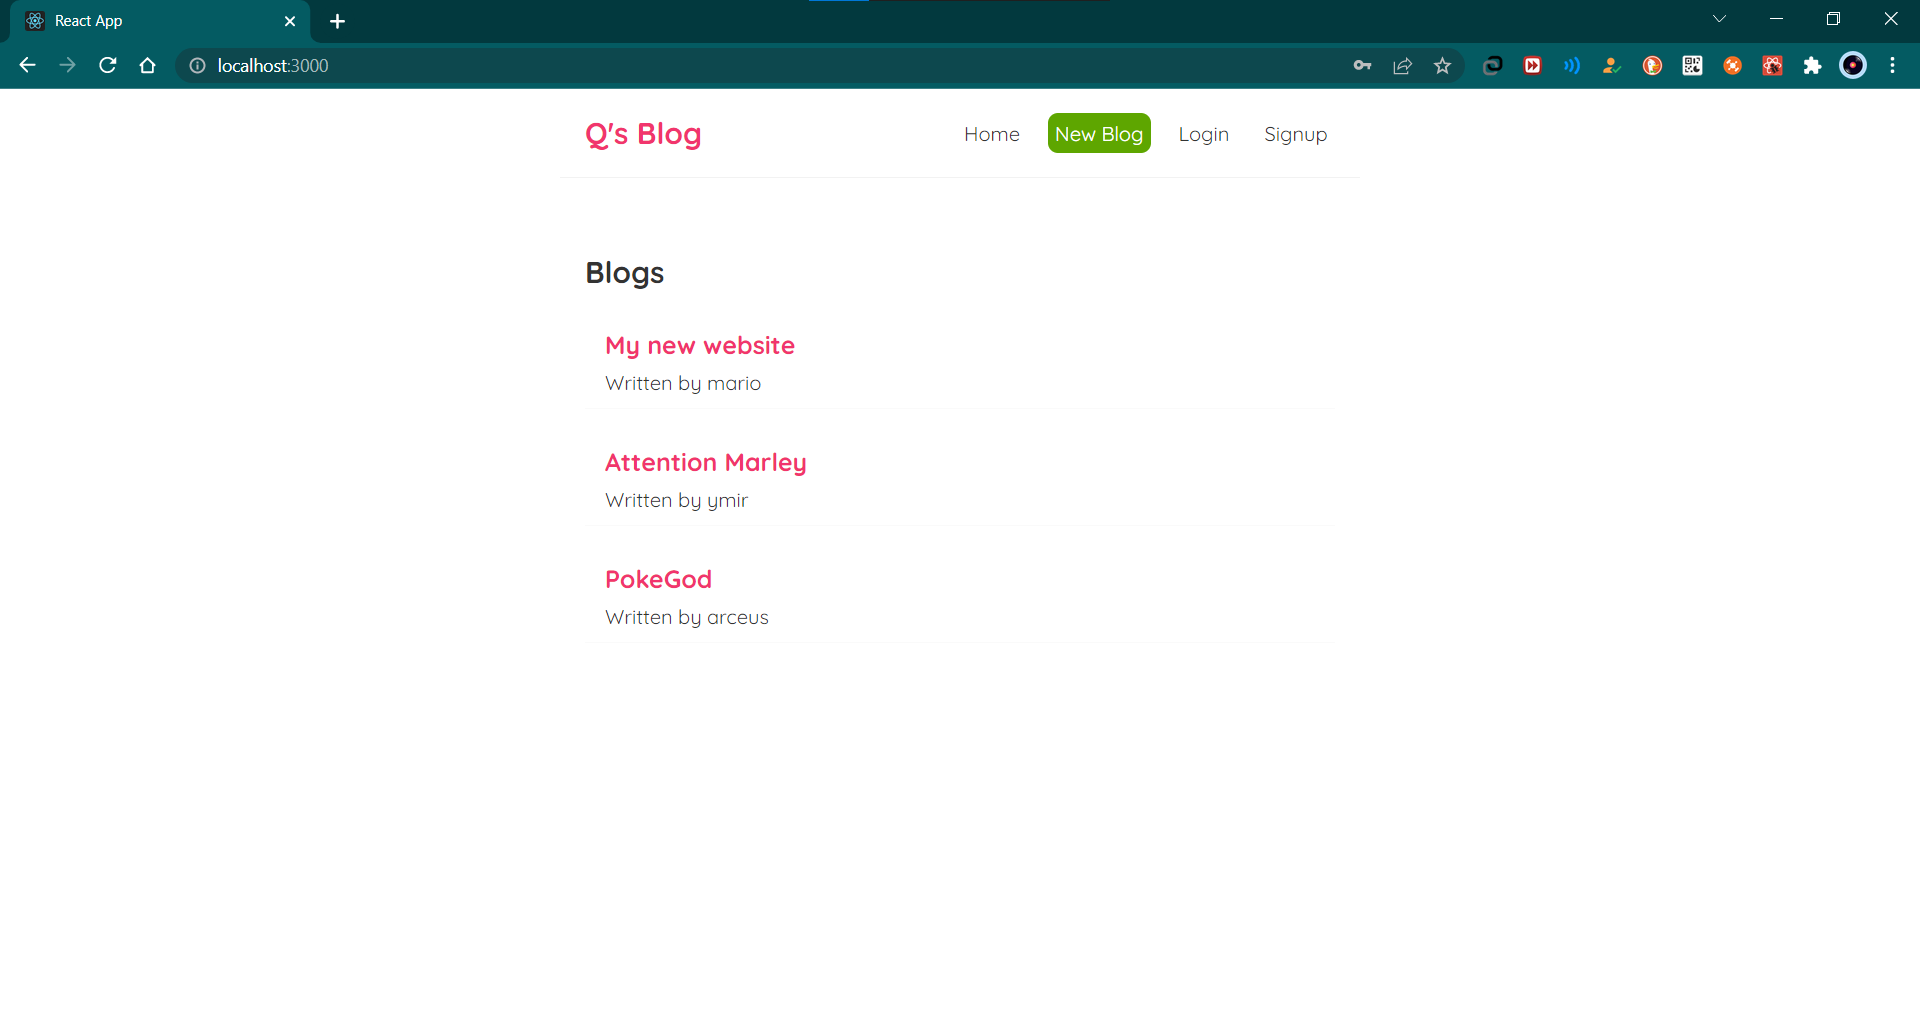 React App
localhost:3000
Q's Blog
Home New Blog Login Signup
Blogs
My new website
Written by mario
Attention Marley
Written by ymir
PokeGod
Written by arceus